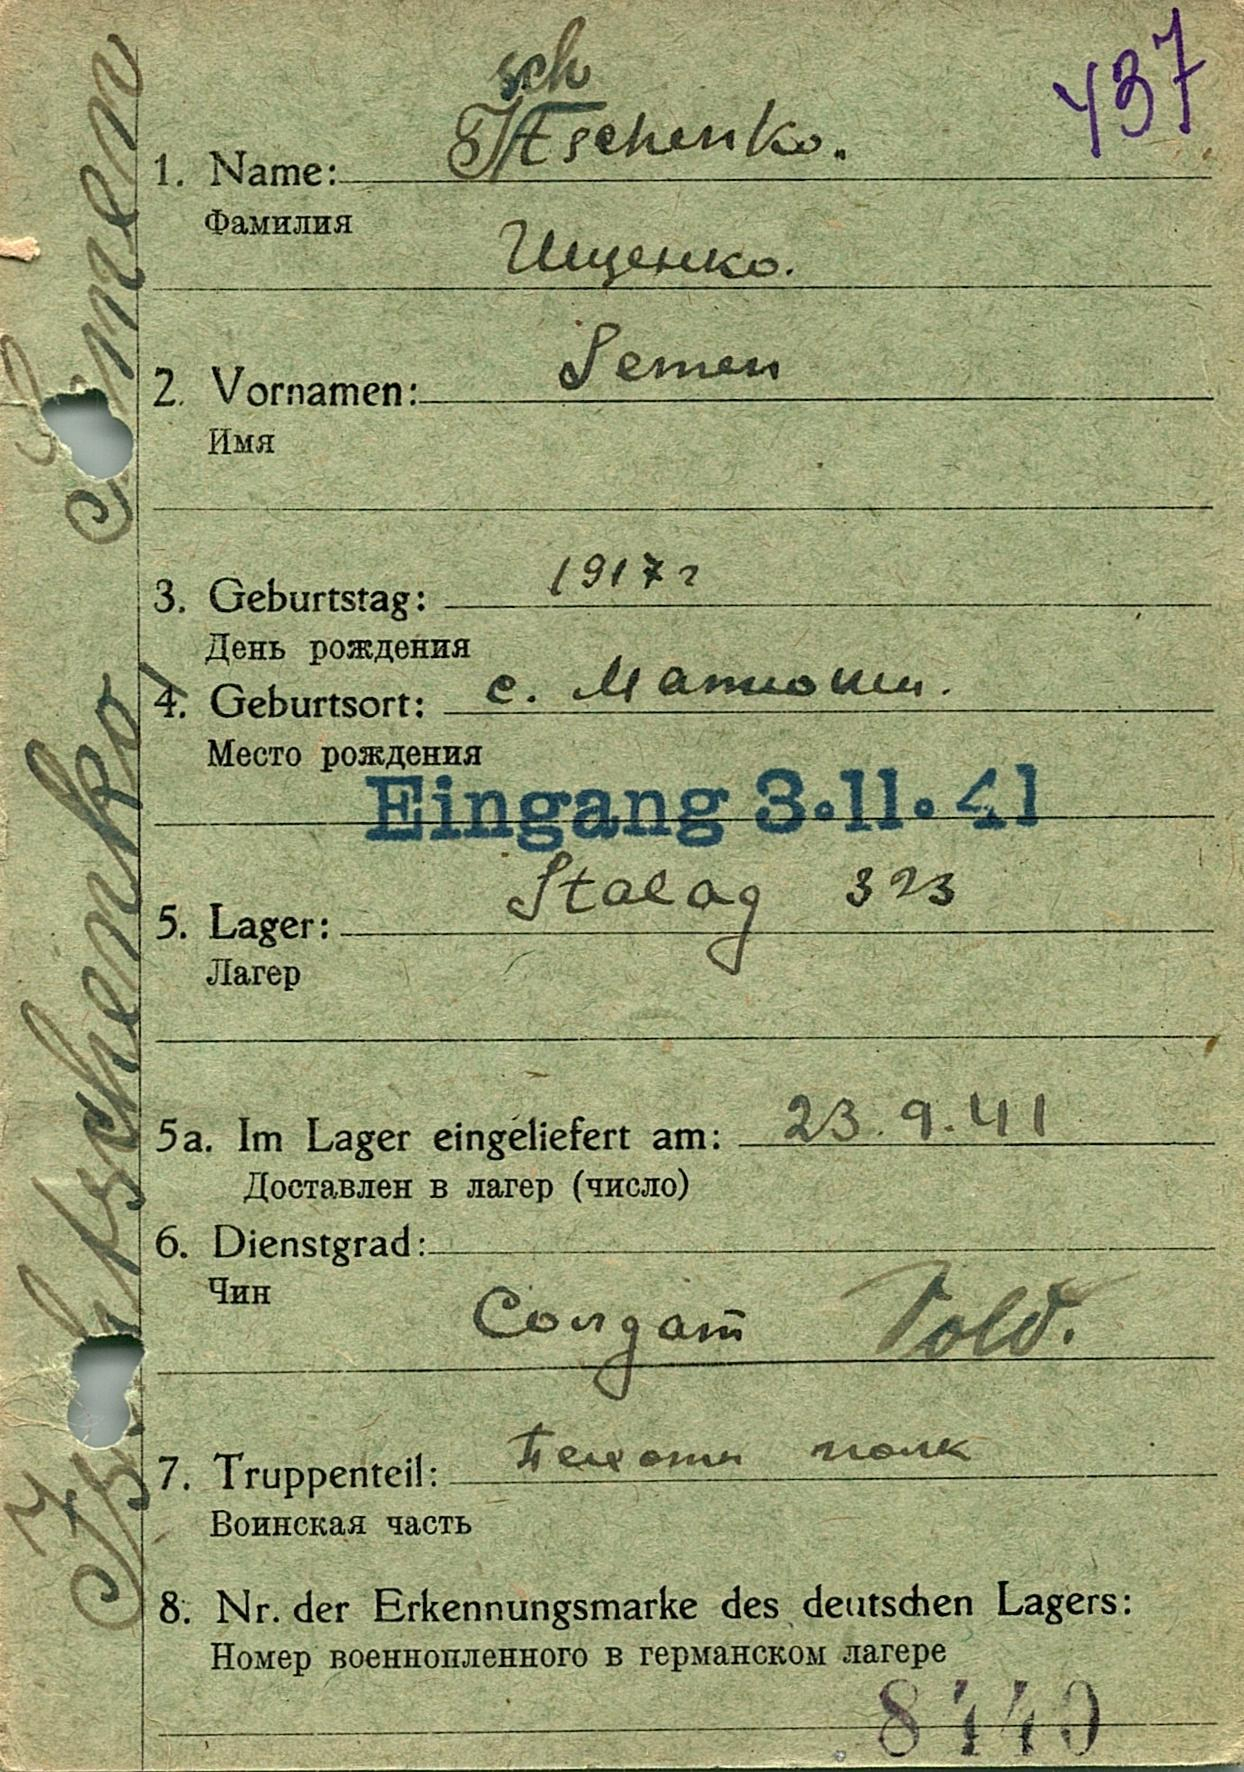 437
sch
1. Name: Itschenko.
Фамилия
Ищенко.
2. Vornamen: Semen
Имя
3. Geburtstag: 1917 г
День рождения
4. Geburtsort: с. Матюши.
Место рождения
Eingang 3.11.41
5. Lager: Stalag 323
Лагер
5a. Im Lager eingeliefert am: 23.9.41
Доставлен в лагер (число)
6. Dienstgrad:
Чин
Солдат Sold.
7. Truppenteil: Пехотн полк
Воинская часть
8. Nr. der Erkennungsmarke des deutschen Lagers:
Номер военнопленного в германском лагере
8440
Semen